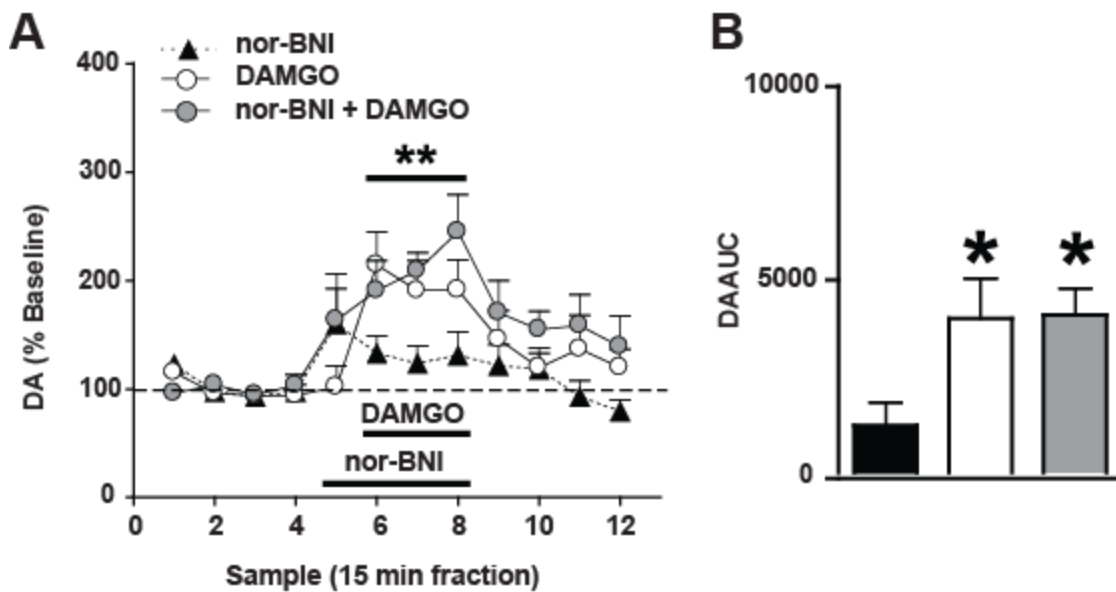 A
nor-BNI
DAMGO
nor-BNI + DAMGO
400
300
200
100
0
DA (% Baseline)
**
DAMGO
nor-BNI
0 2 4 6 8 10 12
Sample (15 min fraction)
B
10000
5000
0
DAAUC
* *